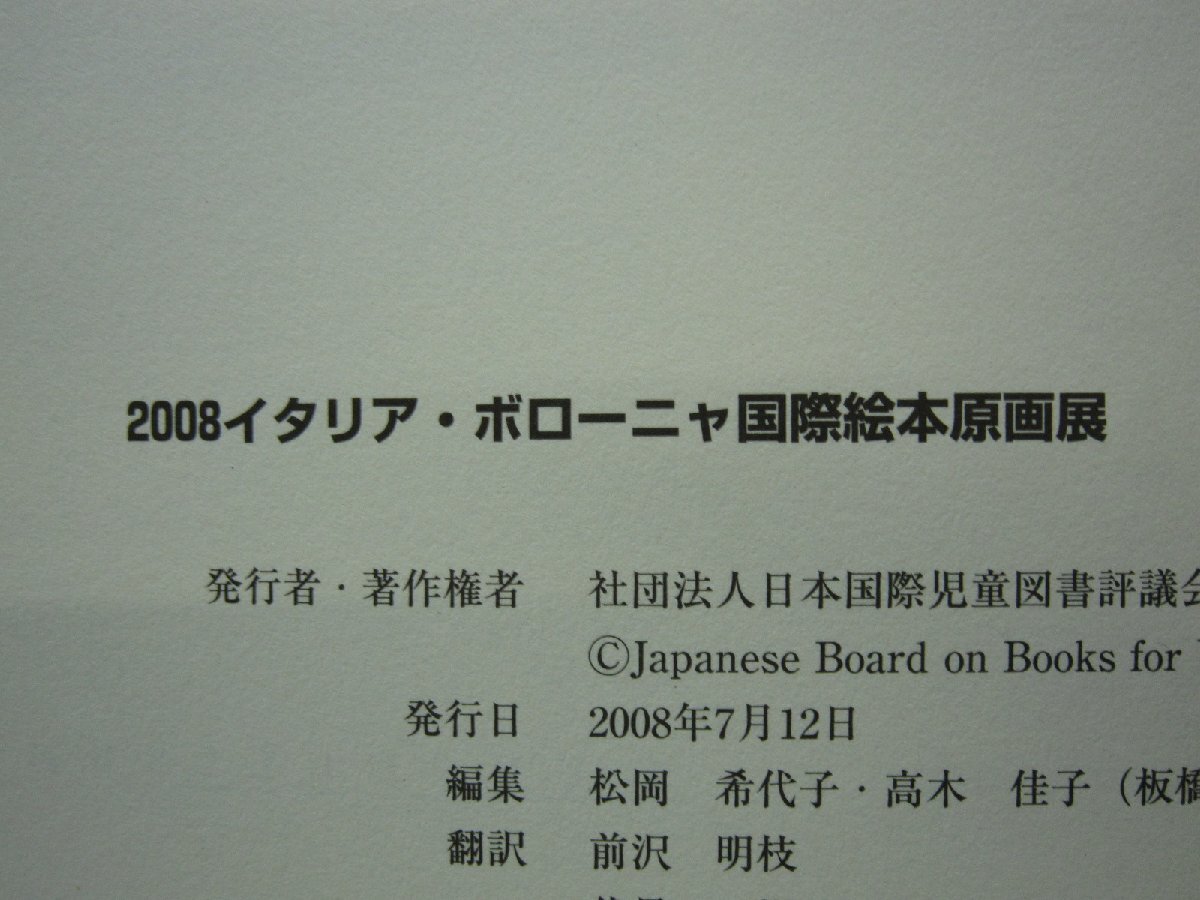 2008イタリア・ボローニャ国際絵本原画展
発行者・著作権者 社団法人日本国際児童図書評議会
©Japanese Board on Books for
発行日 2008年7月12日
編集 松岡 希代子・高木 佳子（板橋
翻訳 前沢 明枝